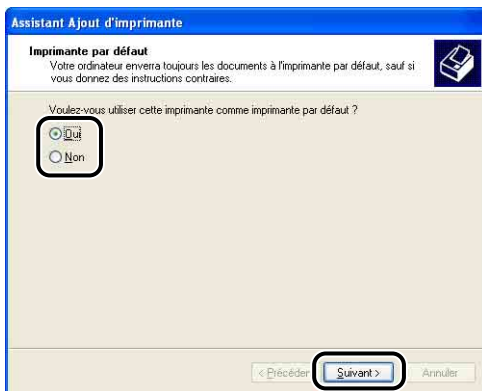 Assistant Ajout d'imprimante
Imprimante par défaut
Votre ordinateur enverra toujours les documents à l'imprimante par défaut, sauf si
vous donnez des instructions contraires.
Voulez-vous utiliser cette imprimante comme imprimante par défaut ?
Oui
Non
< Précéder
Suivant >
Annuler